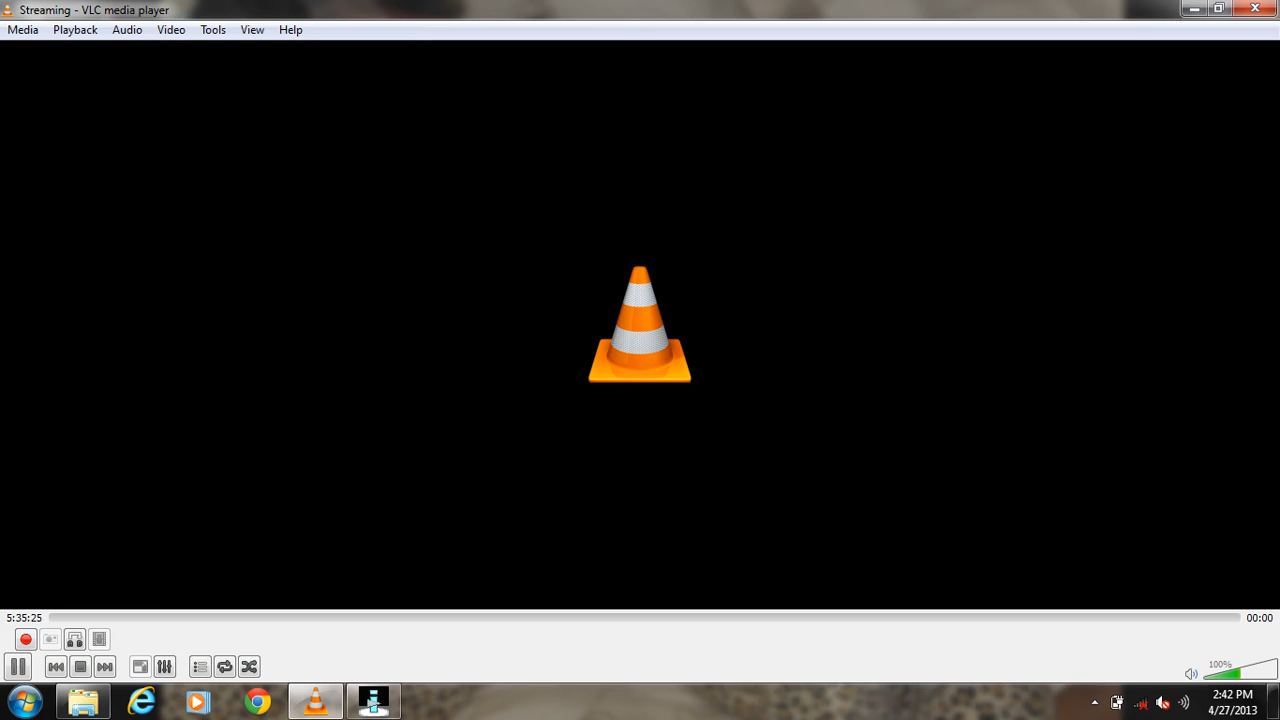 Streaming - VLC media player
Media Playback Audio Video Tools View Help
5:35:25 00:00
100%
2:42 PM
4/27/2013